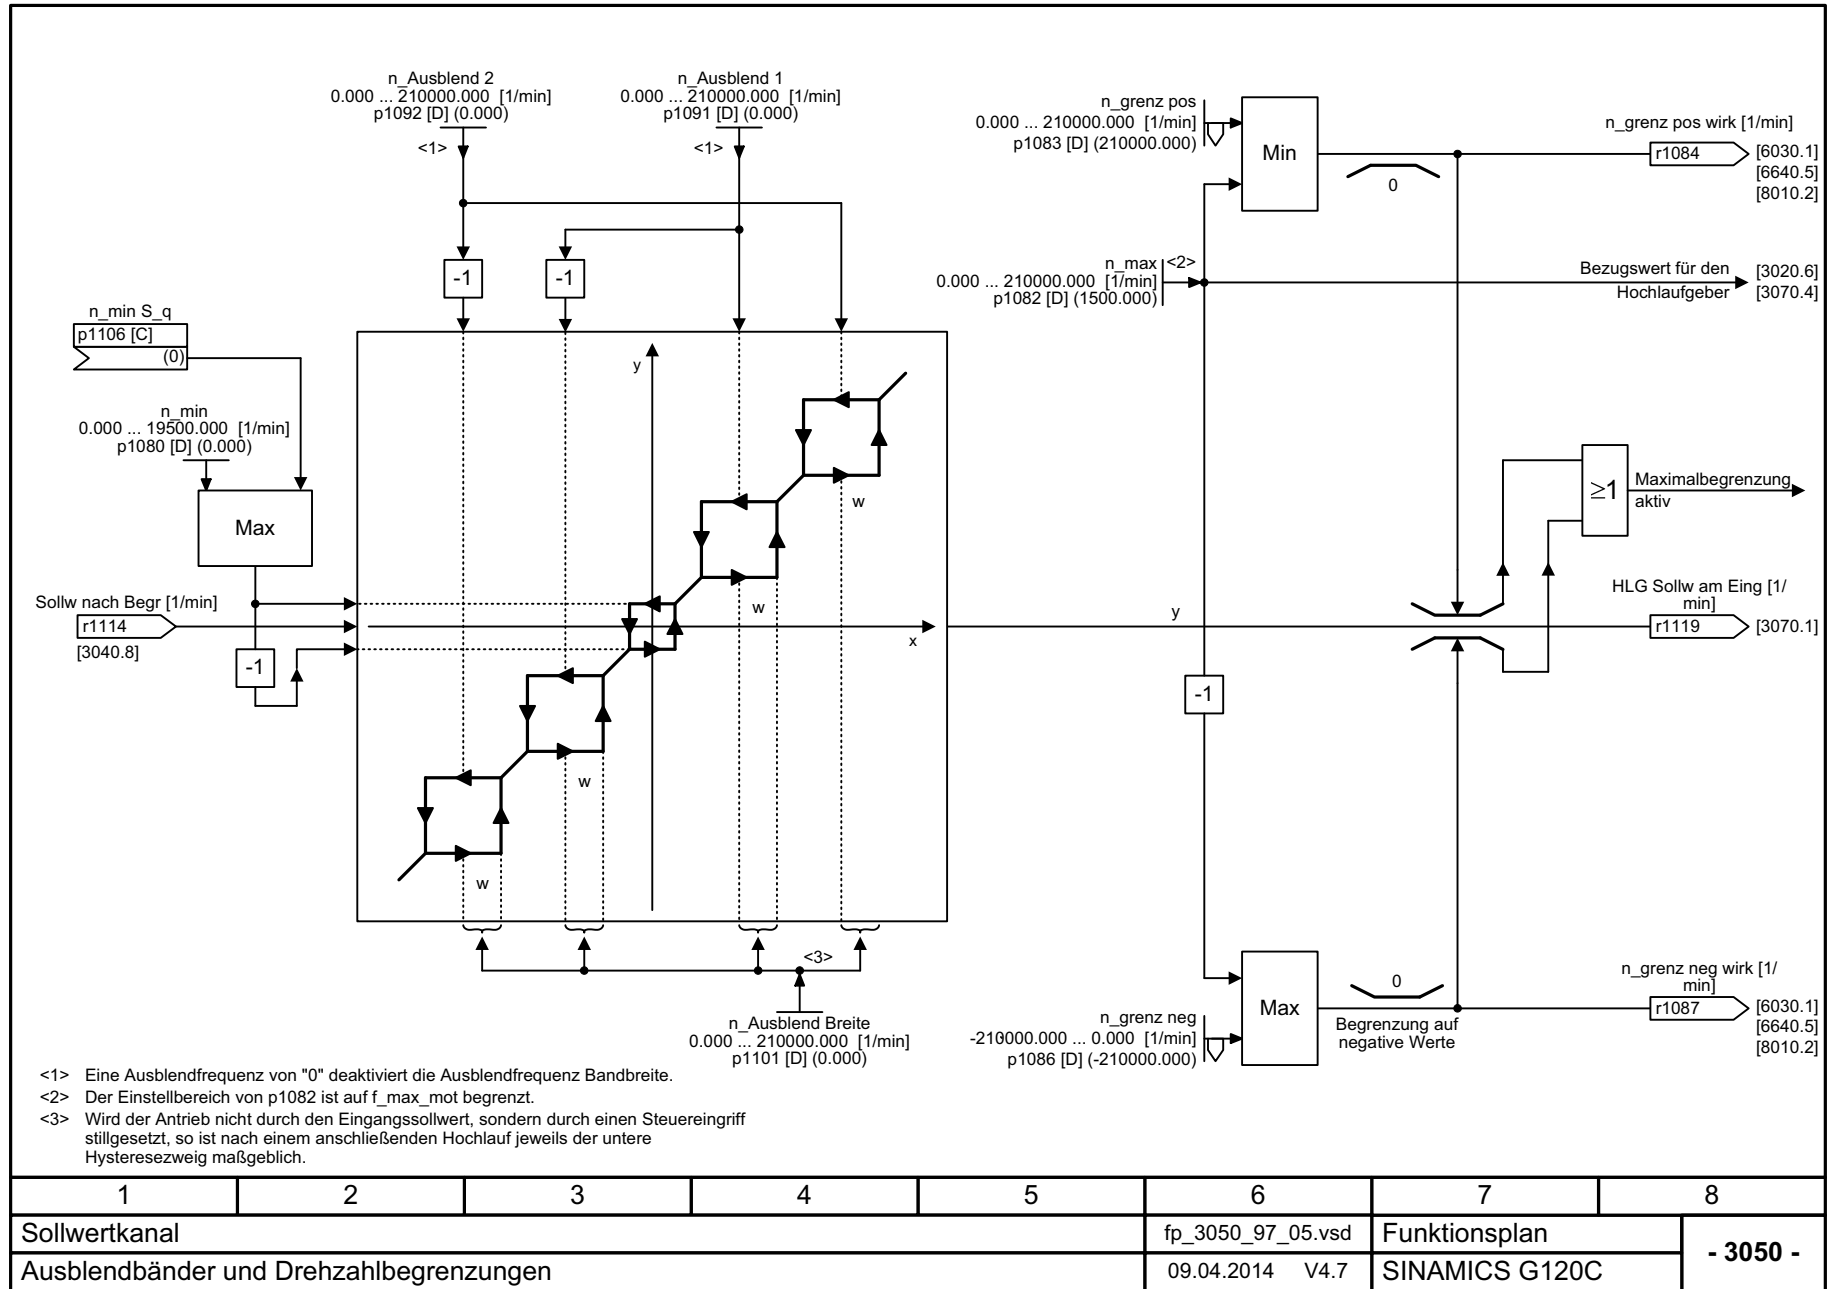 n_Ausblend 2
0.000 ... 210000.000 [1/min]
p1092 [D] (0.000)
<1>
n_Ausblend 1
0.000 ... 210000.000 [1/min]
p1091 [D] (0.000)
<1>
-1
-1
n_min S_q
p1106 [C]
(0)
n_min
0.000 ... 19500.000 [1/min]
p1080 [D] (0.000)
Max
Sollw nach Begr [1/min]
r1114
[3040.8]
-1
y
x
w
w
w
w
<3>
n_Ausblend Breite
0.000 ... 210000.000 [1/min]
p1101 [D] (0.000)
n_grenz pos
0.000 ... 210000.000 [1/min]
p1083 [D] (210000.000)
Min
0
n_grenz pos wirk [1/min]
r1084
[6030.1]
[6640.5]
[8010.2]
n_max
<2>
0.000 ... 210000.000 [1/min]
p1082 [D] (1500.000)
Bezugswert für den
Hochlaufgeber
[3020.6]
[3070.4]
≥1
Maximalbegrenzung
aktiv
y
HLG Sollw am Eing [1/
min]
r1119
[3070.1]
-1
n_grenz neg
-210000.000 ... 0.000 [1/min]
p1086 [D] (-210000.000)
Max
0
Begrenzung auf
negative Werte
n_grenz neg wirk [1/
min]
r1087
[6030.1]
[6640.5]
[8010.2]
<1> Eine Ausblendfrequenz von "0" deaktiviert die Ausblendfrequenz Bandbreite.
<2> Der Einstellbereich von p1082 ist auf f_max_mot begrenzt.
<3> Wird der Antrieb nicht durch den Eingangssollwert, sondern durch einen Steuereingriff
stillgesetzt, so ist nach einem anschließenden Hochlauf jeweils der untere
Hysteresezweig maßgeblich.
1 2 3 4 5 6 7 8
Sollwertkanal
fp_3050_97_05.vsd
Funktionsplan
- 3050 -
Ausblendbänder und Drehzahlbegrenzungen
09.04.2014 V4.7
SINAMICS G120C